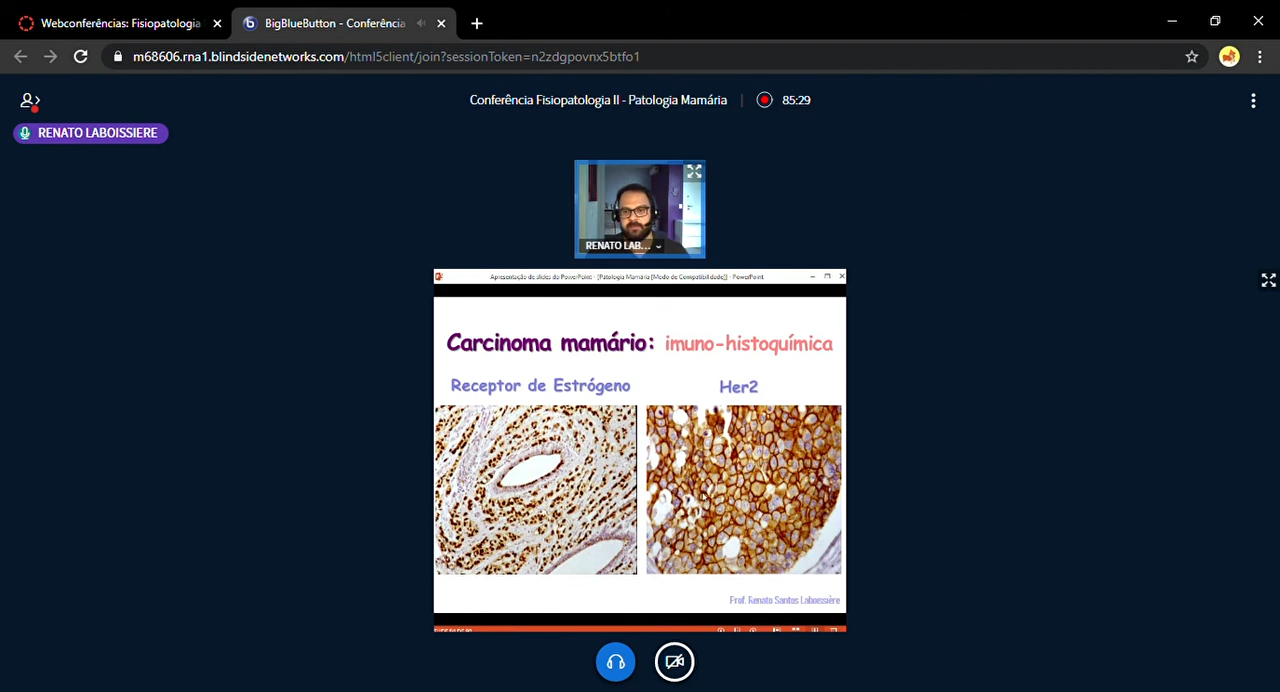 Webconferências: Fisiopatologia
BigBlueButton - Conferência
m68606.rna1.blindsidenetworks.com/html5client/join?sessionToken=n2zdgpovnx5btfo1
Conferência Fisiopatologia II - Patologia Mamária
85:29
RENATO LABOISSIERE
RENATO LAB...
Apresentação de slides do PowerPoint - [Patologia Mamária [Modo de Compatibilidade]] - PowerPoint
Carcinoma mamário: imuno-histoquímica
Receptor de Estrógeno
Her2
Prof. Renato Santos Laboissière